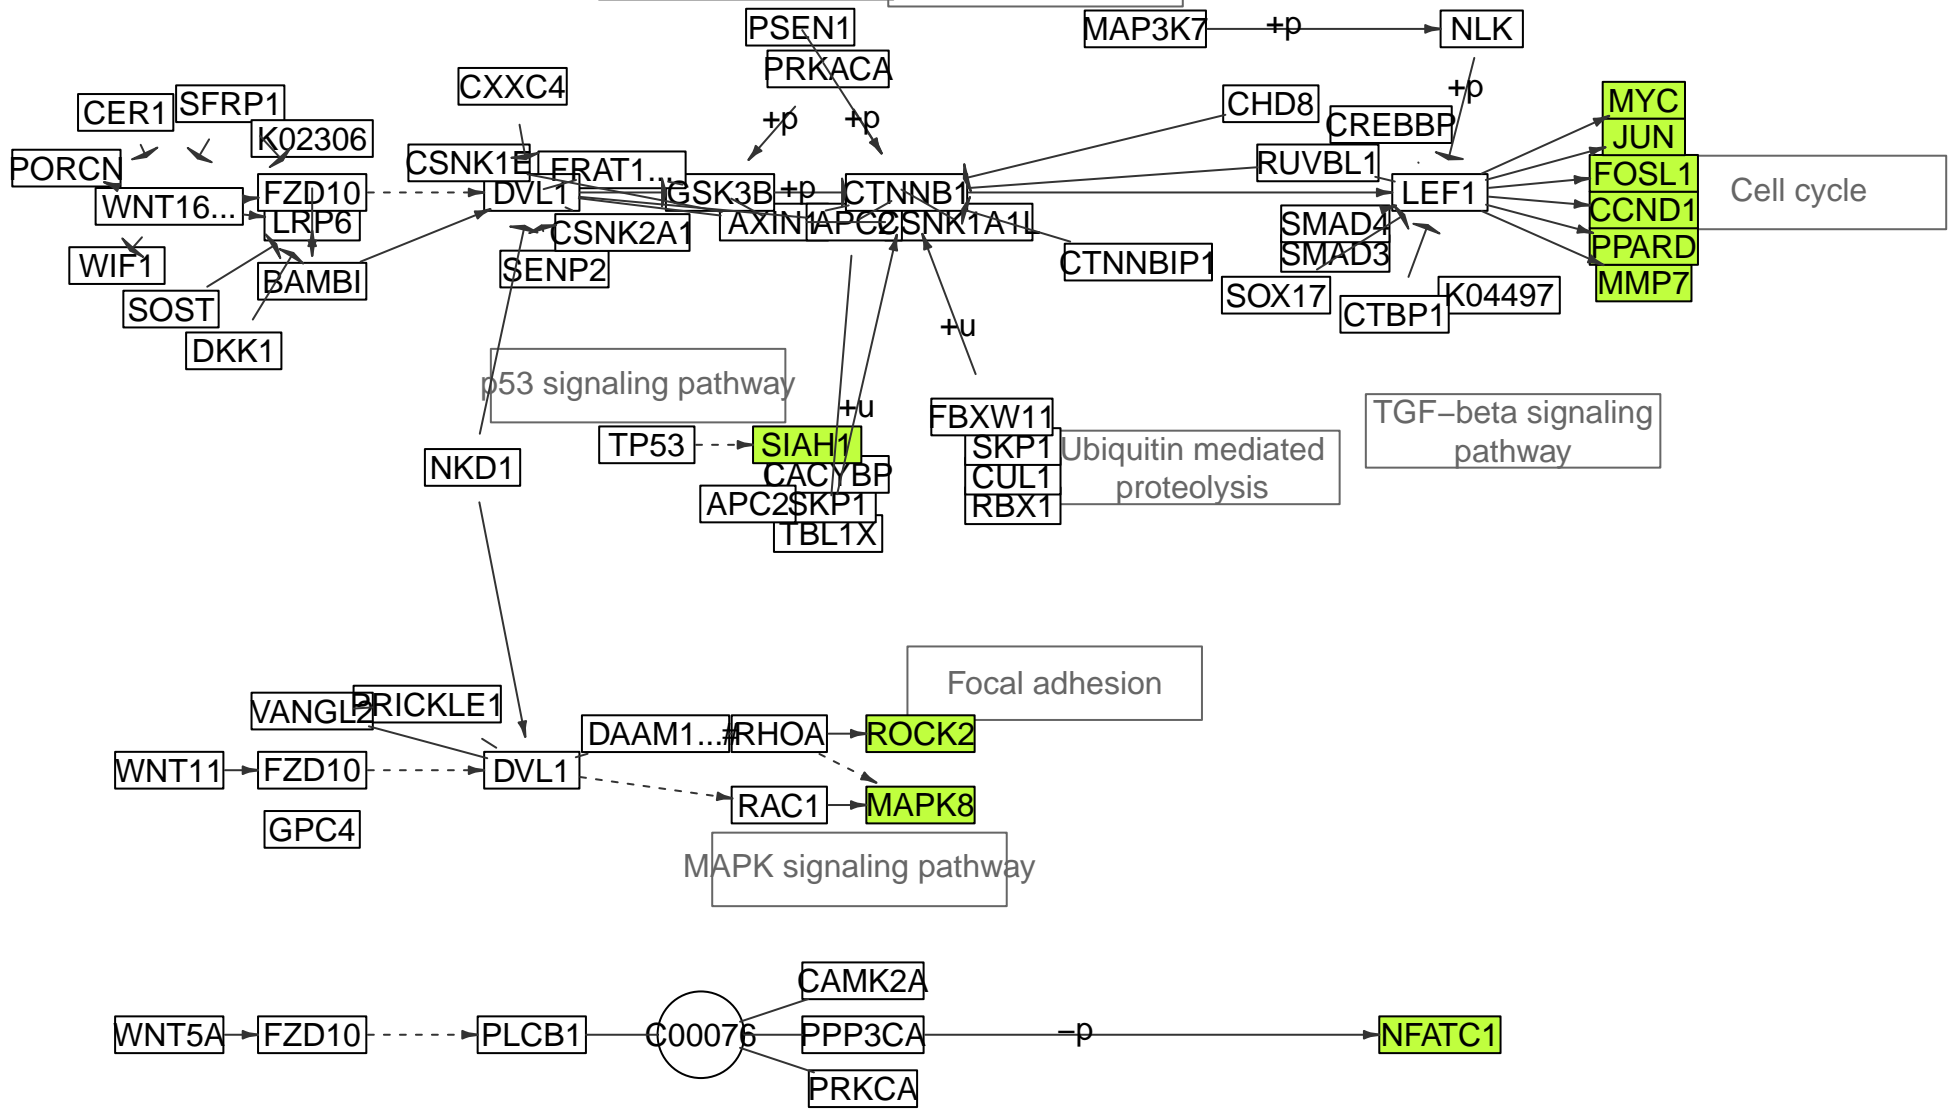 PSEN1
MAP3K7
+p
NLK
PRKACA
CXXC4
+p
CER1
SFRP1
CHD8
MYC
CREBBP
+p
+p
JUN
K02306
PORCN
CSNK1E
FRAT1...
RUVBL1
FOSL1
Cell cycle
WNT16...
FZD10
DVL1
GSK3B
+p
CTNNB1
LEF1
CCND1
LRP6
CSNK2A1
AXIN1
APC2
CSNK1A1L
SMAD4
PPARD
WIF1
BAMBI
SENP2
CTNNBIP1
SMAD3
MMP7
SOST
SOX17
K04497
CTBP1
DKK1
+u
p53 signaling pathway
+u
FBXW11
TGF−beta signaling
pathway
TP53
SIAH1
SKP1
Ubiquitin mediated
proteolysis
NKD1
CACYBP
CUL1
APC2
SKP1
RBX1
TBL1X
Focal adhesion
VANGL2
PRICKLE1
DAAM1...#
RHOA
ROCK2
WNT11
FZD10
DVL1
RAC1
MAPK8
GPC4
MAPK signaling pathway
CAMK2A
WNT5A
FZD10
PLCB1
C00076
PPP3CA
−p
NFATC1
PRKCA